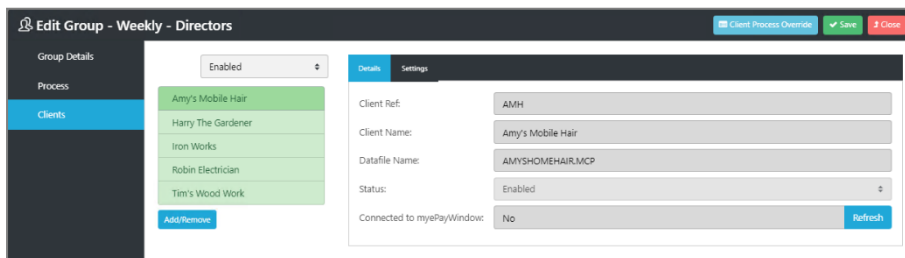 Edit Group - Weekly - Directors
Client Process Override
Save
Close
Group Details
Process
Clients
Enabled
Amy's Mobile Hair
Harry The Gardener
Iron Works
Robin Electrician
Tim's Wood Work
Add/Remove
Details Settings
Client Ref: AMH
Client Name: Amy's Mobile Hair
Datafile Name: AMYSHOMEHAIR.MCP
Status: Enabled
Connected to myePayWindow: No Refresh